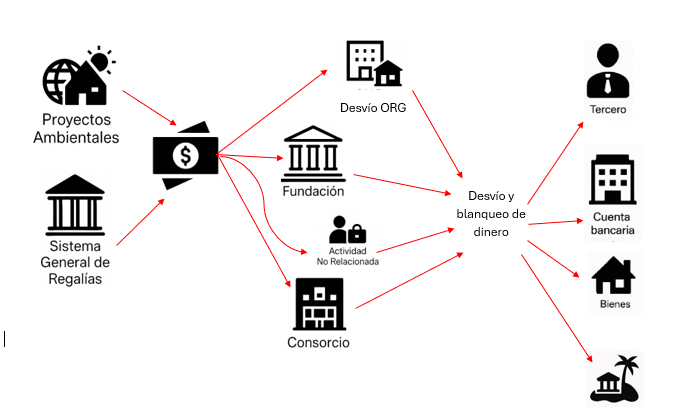 Proyectos
Ambientales
Sistema
General de
Regalías
$
Desvío ORG
Fundación
Actividad
No Relacionada
Consorcio
Desvío y
blanqueo de
dinero
Tercero
Cuenta
bancaria
Bienes